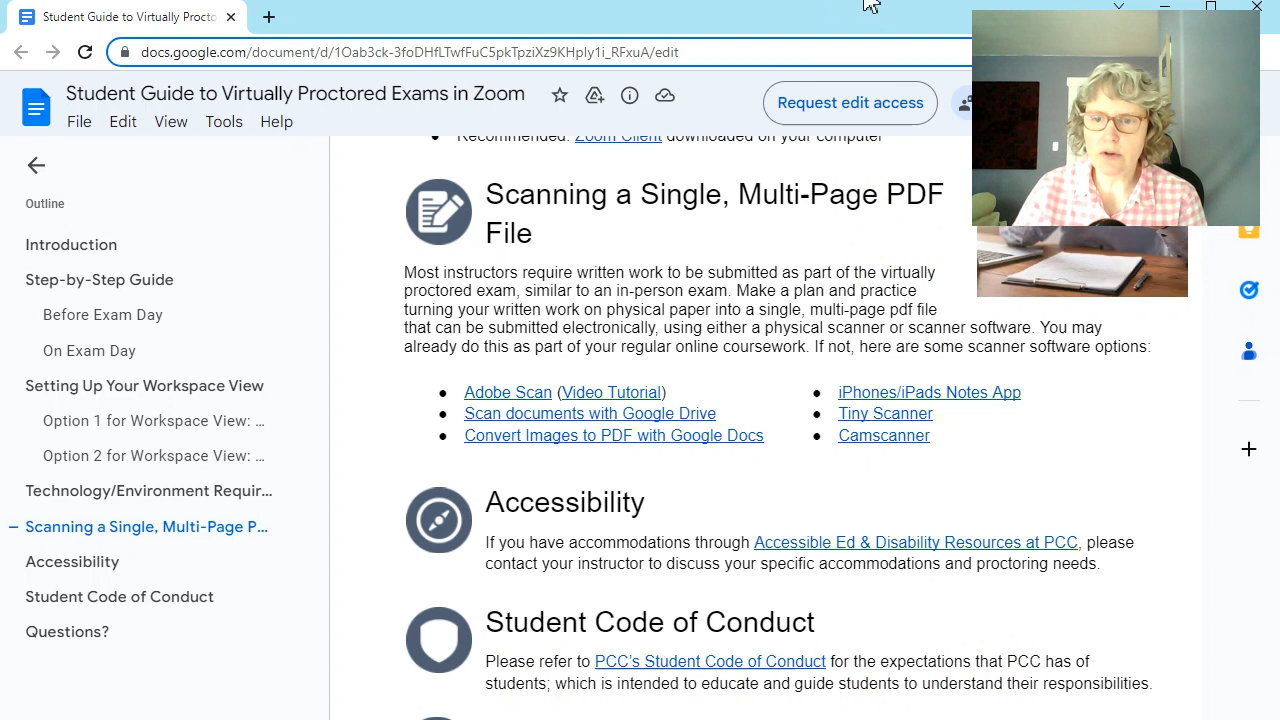 Student Guide to Virtually Procto
docs.google.com/document/d/1Oab3ck-3foDHfLTwfFuC5pkTpziXz9KHply1i_RFxuA/edit
Student Guide to Virtually Proctored Exams in Zoom
Request edit access
File Edit View Tools Help
Outline
Introduction
Step-by-Step Guide
Before Exam Day
On Exam Day
Setting Up Your Workspace View
Option 1 for Workspace View: ...
Option 2 for Workspace View: ...
Technology/Environment Requir...
Scanning a Single, Multi-Page P...
Accessibility
Student Code of Conduct
Questions?
● Recommended: Zoom Client downloaded on your computer
Scanning a Single, Multi-Page PDF
File
Most instructors require written work to be submitted as part of the virtually
proctored exam, similar to an in-person exam. Make a plan and practice
turning your written work on physical paper into a single, multi-page pdf file
that can be submitted electronically, using either a physical scanner or scanner software. You may
already do this as part of your regular online coursework. If not, here are some scanner software options:
● Adobe Scan (Video Tutorial)
● Scan documents with Google Drive
● Convert Images to PDF with Google Docs
● iPhones/iPads Notes App
● Tiny Scanner
● Camscanner
Accessibility
If you have accommodations through Accessible Ed & Disability Resources at PCC, please
contact your instructor to discuss your specific accommodations and proctoring needs.
Student Code of Conduct
Please refer to PCC's Student Code of Conduct for the expectations that PCC has of
students; which is intended to educate and guide students to understand their responsibilities.